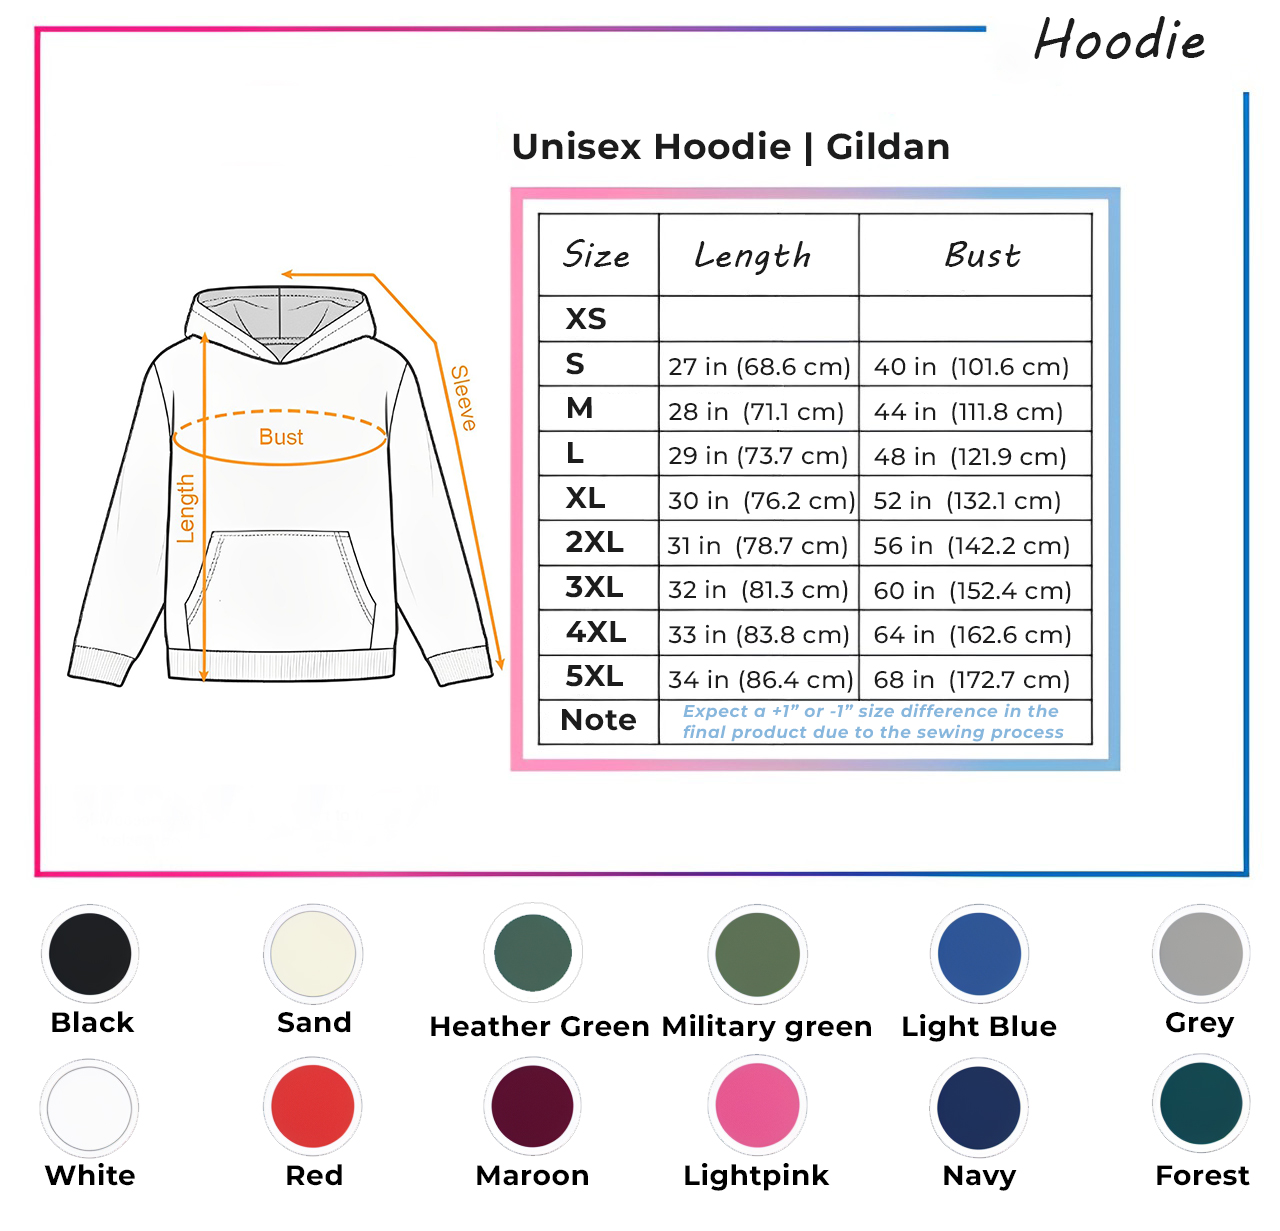 Hoodie
Unisex Hoodie | Gildan
Size Length Bust
XS
S 27 in (68.6 cm) 40 in (101.6 cm)
M 28 in (71.1 cm) 44 in (111.8 cm)
L 29 in (73.7 cm) 48 in (121.9 cm)
XL 30 in (76.2 cm) 52 in (132.1 cm)
2XL 31 in (78.7 cm) 56 in (142.2 cm)
3XL 32 in (81.3 cm) 60 in (152.4 cm)
4XL 33 in (83.8 cm) 64 in (162.6 cm)
5XL 34 in (86.4 cm) 68 in (172.7 cm)
Note Expect a +1” or -1” size difference in the
final product due to the sewing process
Sleeve
Bust
Length
Black Sand Heather Green Military green Light Blue Grey
White Red Maroon Lightpink Navy Forest